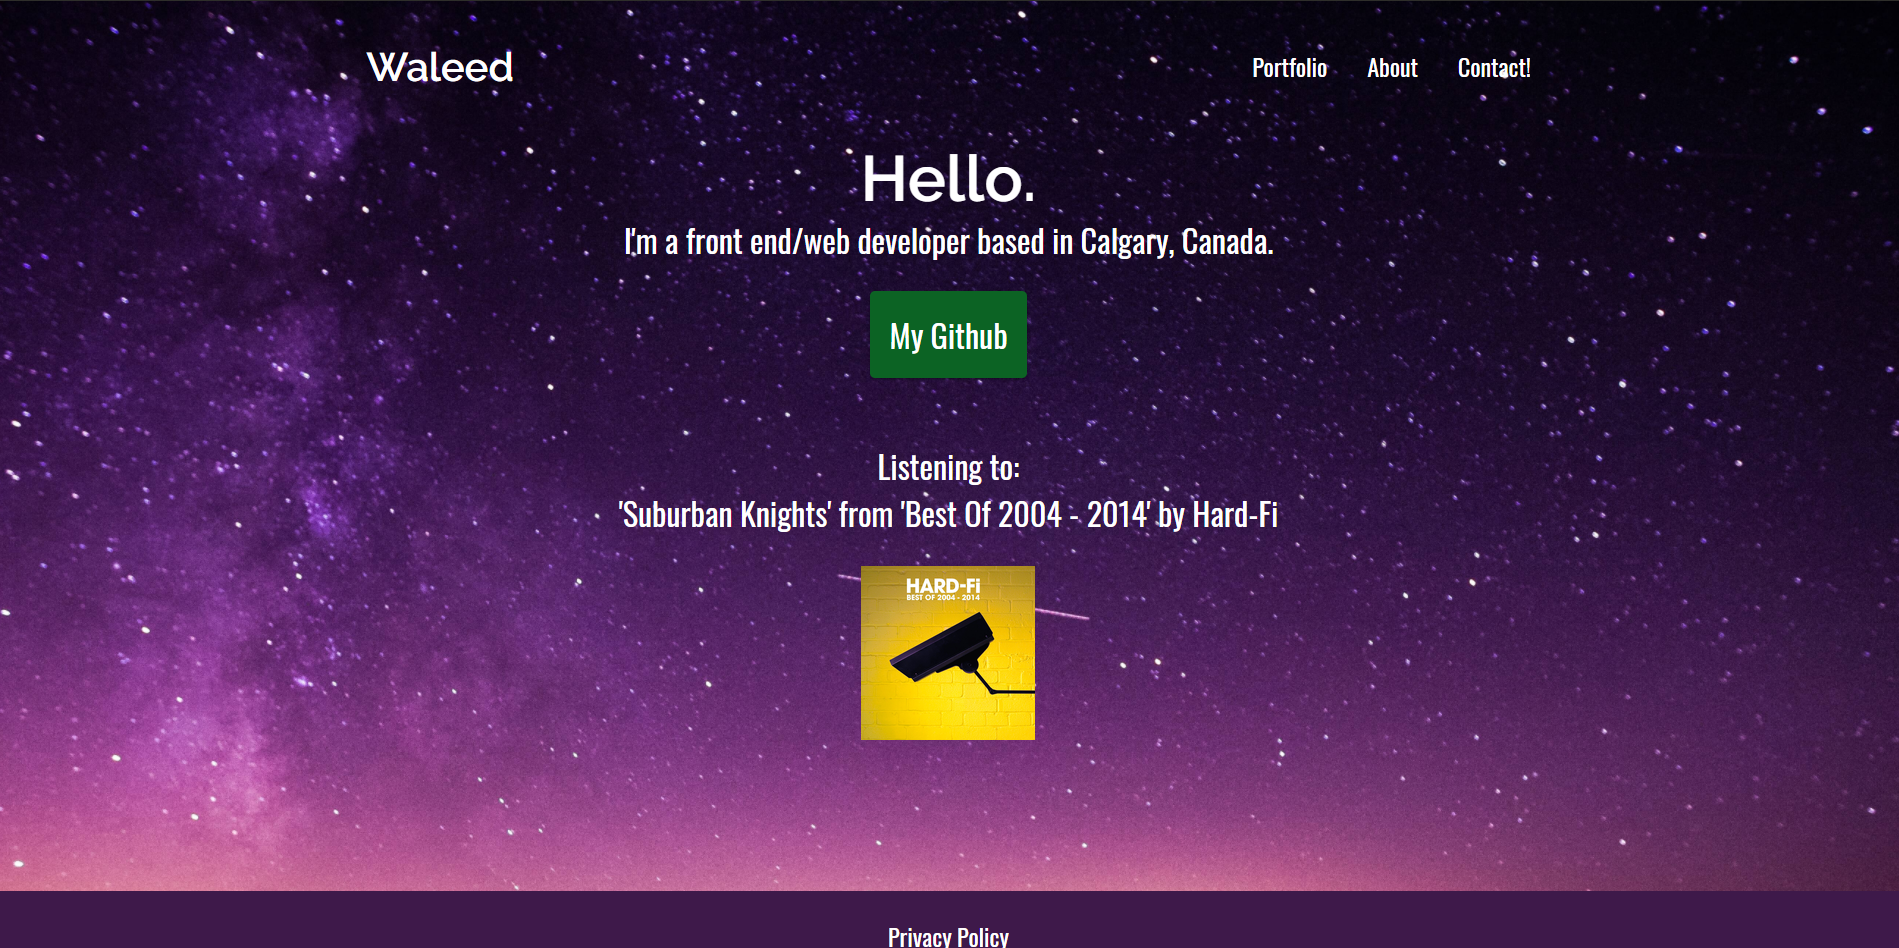 Waleed
Portfolio About Contact!
Hello.
I'm a front end/web developer based in Calgary, Canada.
My Github
Listening to:
'Suburban Knights' from 'Best Of 2004 - 2014' by Hard-Fi
HARD-Fi
BEST OF 2004 - 2014
Privacy Policy